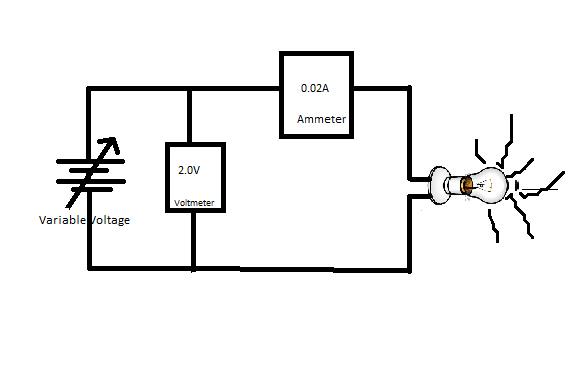 0.02A
Ammeter
2.0V
Voltmeter
Variable Voltage